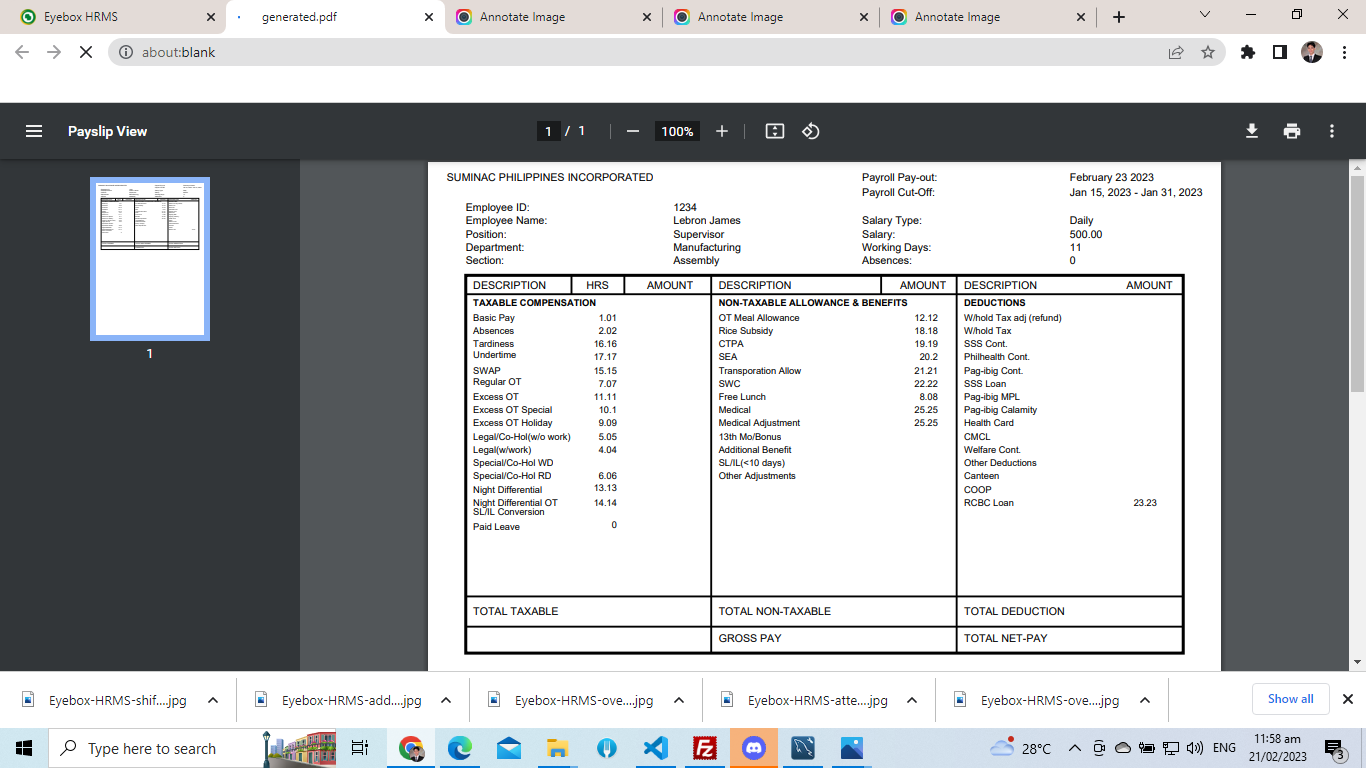 Eyebox HRMS
generated.pdf
Annotate Image
Annotate Image
Annotate Image
about:blank
Payslip View
1 / 1
100%
1
SUMINAC PHILIPPINES INCORPORATED
Payroll Pay-out: February 23 2023
Payroll Cut-Off: Jan 15, 2023 - Jan 31, 2023
Employee ID: 1234
Employee Name: Lebron James Salary Type: Daily
Position: Supervisor Salary: 500.00
Department: Manufacturing Working Days: 11
Section: Assembly Absences: 0
DESCRIPTION HRS AMOUNT DESCRIPTION AMOUNT DESCRIPTION AMOUNT
TAXABLE COMPENSATION NON-TAXABLE ALLOWANCE & BENEFITS DEDUCTIONS
Basic Pay 1.01 OT Meal Allowance 12.12 W/hold Tax adj (refund)
Absences 2.02 Rice Subsidy 18.18 W/hold Tax
Tardiness 16.16 CTPA 19.19 SSS Cont.
Undertime 17.17 SEA 20.2 Philhealth Cont.
SWAP 15.15 Transporation Allow 21.21 Pag-ibig Cont.
Regular OT 7.07 SWC 22.22 SSS Loan
Excess OT 11.11 Free Lunch 8.08 Pag-ibig MPL
Excess OT Special 10.1 Medical 25.25 Pag-ibig Calamity
Excess OT Holiday 9.09 Medical Adjustment 25.25 Health Card
Legal/Co-Hol(w/o work) 5.05 13th Mo/Bonus CMCL
Legal(w/work) 4.04 Additional Benefit Welfare Cont.
Special/Co-Hol WD SL/IL(<10 days) Other Deductions
Special/Co-Hol RD 6.06 Other Adjustments Canteen
Night Differential 13.13 COOP
Night Differential OT 14.14 RCBC Loan 23.23
SL/IL Conversion
Paid Leave 0
TOTAL TAXABLE TOTAL NON-TAXABLE TOTAL DEDUCTION
GROSS PAY TOTAL NET-PAY
Eyebox-HRMS-shif....jpg
Eyebox-HRMS-add....jpg
Eyebox-HRMS-ove....jpg
Eyebox-HRMS-atte....jpg
Eyebox-HRMS-ove....jpg
Show all
Type here to search
28°C
ENG
11:58 am
21/02/2023
3